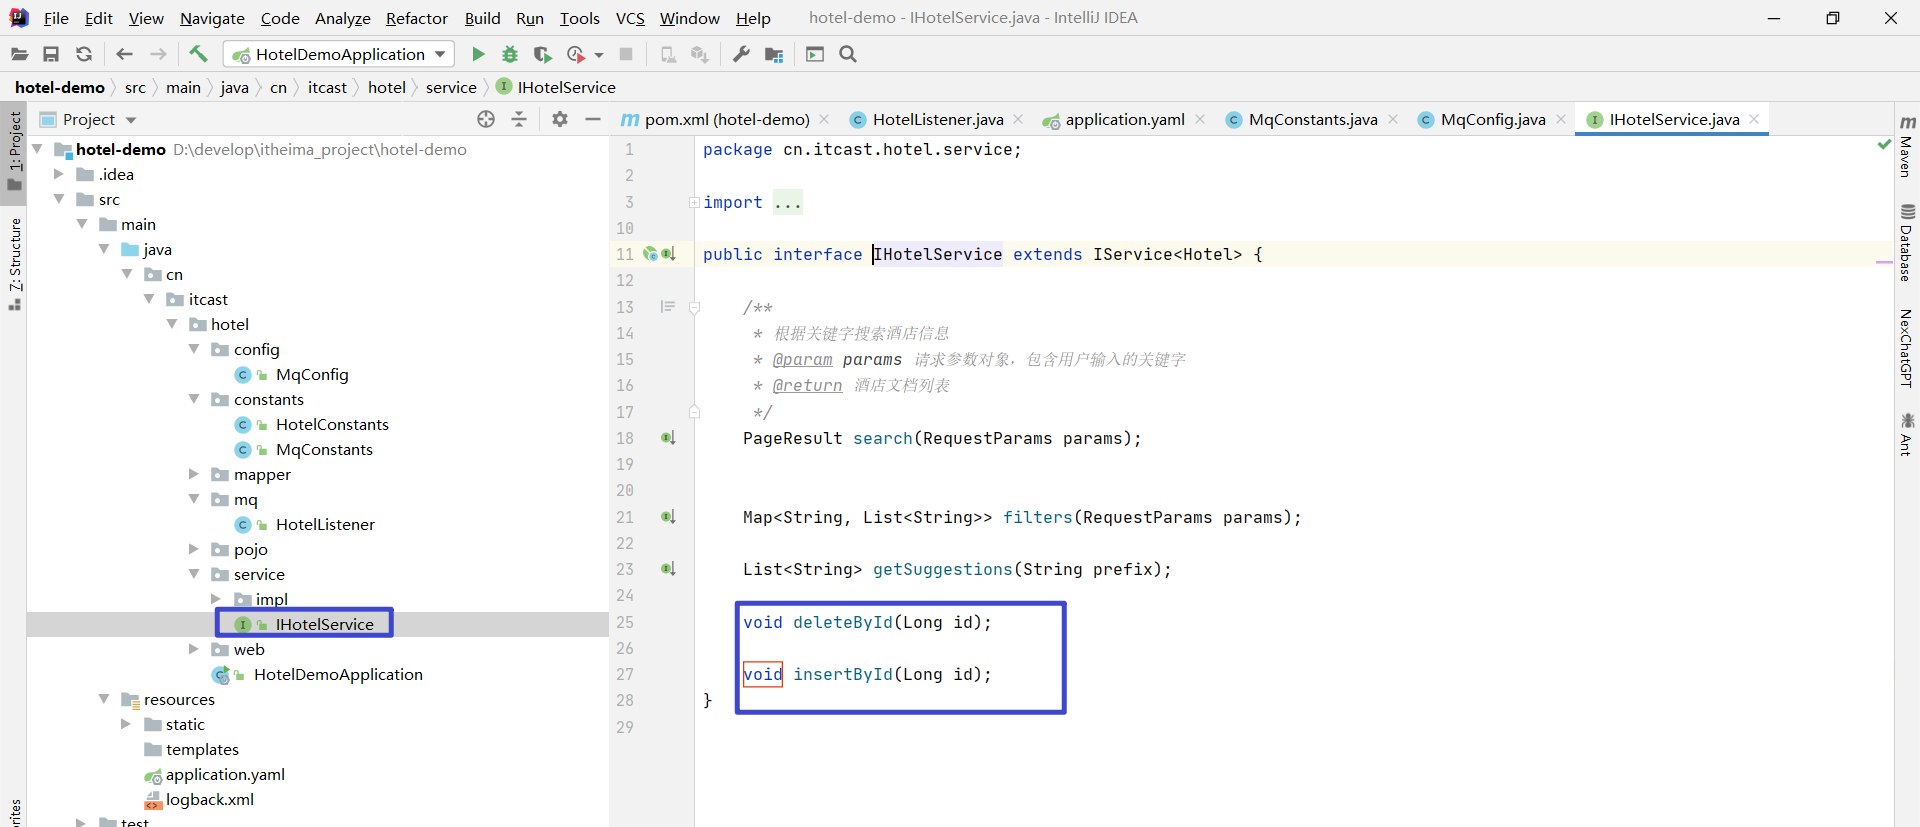 File Edit View Navigate Code Analyze Refactor Build Run Tools VCS Window Help hotel-demo - IHotelService.java - IntelliJ IDEA
HotelDemoApplication
hotel-demo src main java cn itcast hotel service IHotelService
1: Project
7: Structure
Project
hotel-demo D:\develop\itheima_project\hotel-demo
.idea
src
main
java
cn
itcast
hotel
config
MqConfig
constants
HotelConstants
MqConstants
mapper
mq
HotelListener
pojo
service
impl
IHotelService
web
HotelDemoApplication
resources
static
templates
application.yaml
logback.xml
test
pom.xml (hotel-demo) HotelListener.java application.yaml MqConstants.java MqConfig.java IHotelService.java
1 package cn.itcast.hotel.service;
2
3 import ...
10
11 public interface IHotelService extends IService<Hotel> {
12
13 /**
14 * 根据关键字搜索酒店信息
15 * @param params 请求参数对象，包含用户输入的关键字
16 * @return 酒店文档列表
17 */
18 PageResult search(RequestParams params);
19
20
21 Map<String, List<String>> filters(RequestParams params);
22
23 List<String> getSuggestions(String prefix);
24
25 void deleteById(Long id);
26
27 void insertById(Long id);
28 }
29
Maven
Database
NexChatGPT
Ant